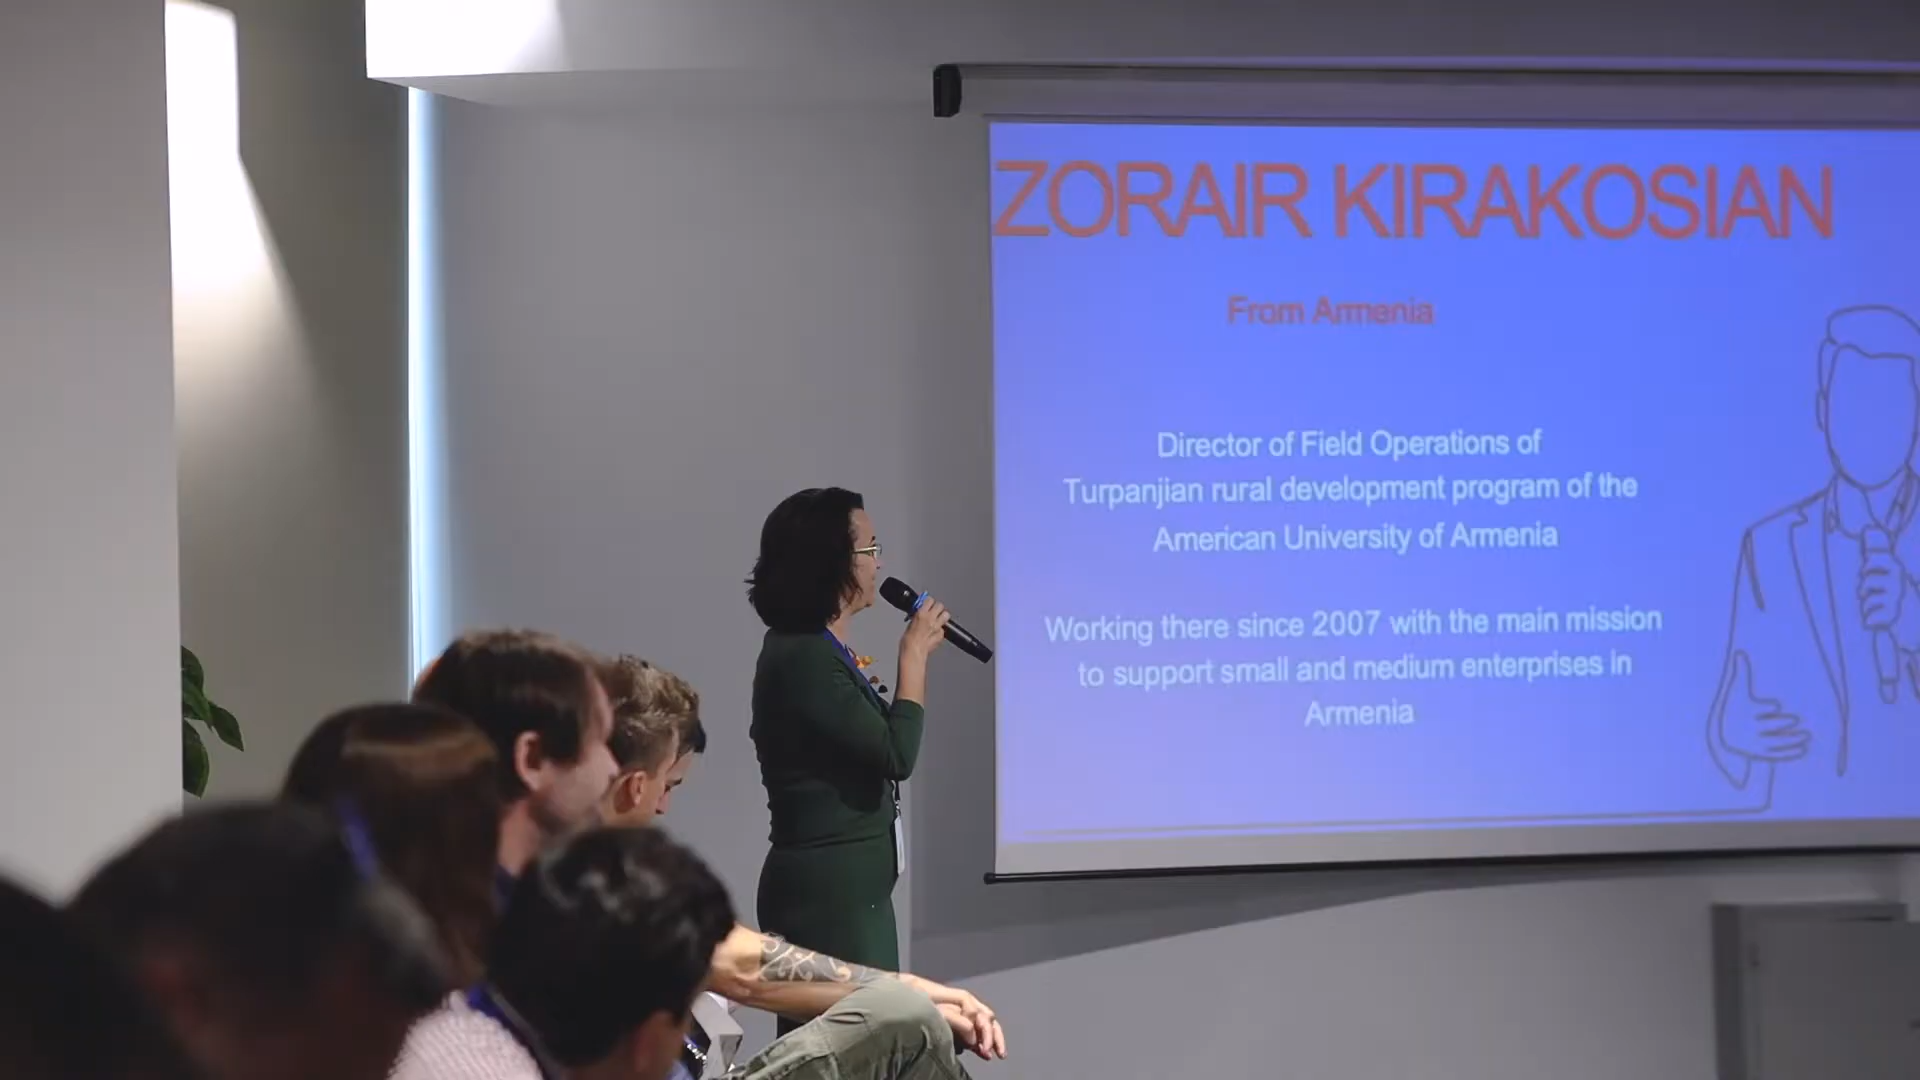 ZORAIR KIRAKOSIAN
From Armenia
Director of Field Operations of
Turpanjian rural development program of the
American University of Armenia
Working there since 2007 with the main mission
to support small and medium enterprises in
Armenia